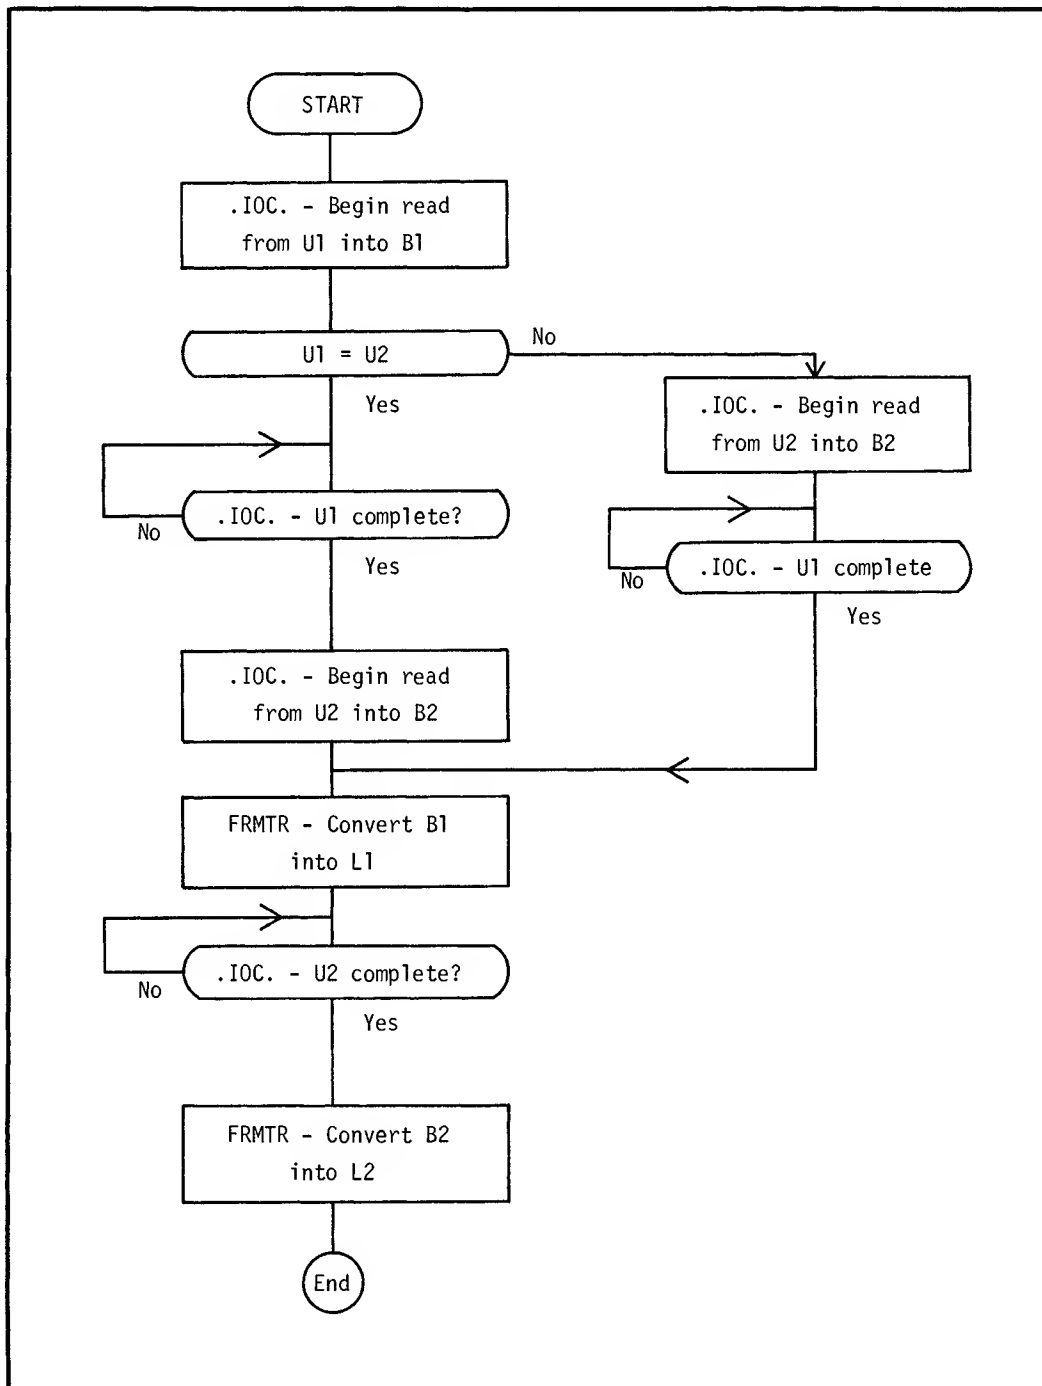 START
.IOC. - Begin read
from U1 into B1
U1 = U2
No
Yes
.IOC. - Begin read
from U2 into B2
.IOC. - U1 complete?
No
Yes
.IOC. - U1 complete
No
Yes
.IOC. - Begin read
from U2 into B2
FRMTR - Convert B1
into L1
.IOC. - U2 complete?
No
Yes
FRMTR - Convert B2
into L2
End